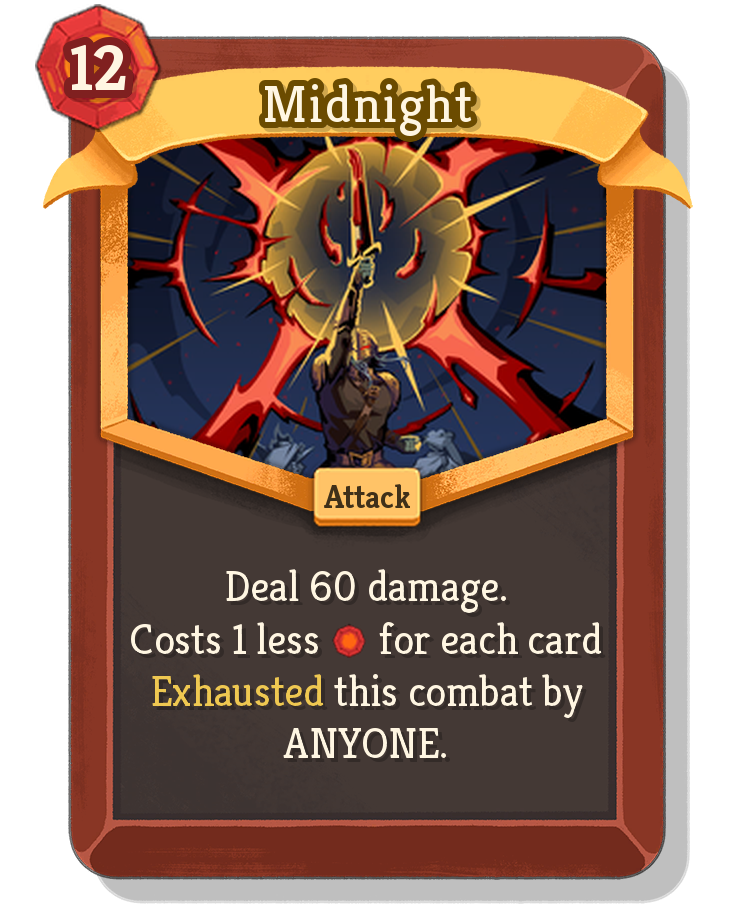 12
Midnight
Attack
Deal 60 damage.
Costs 1 less for each card
Exhausted this combat by
ANYONE.